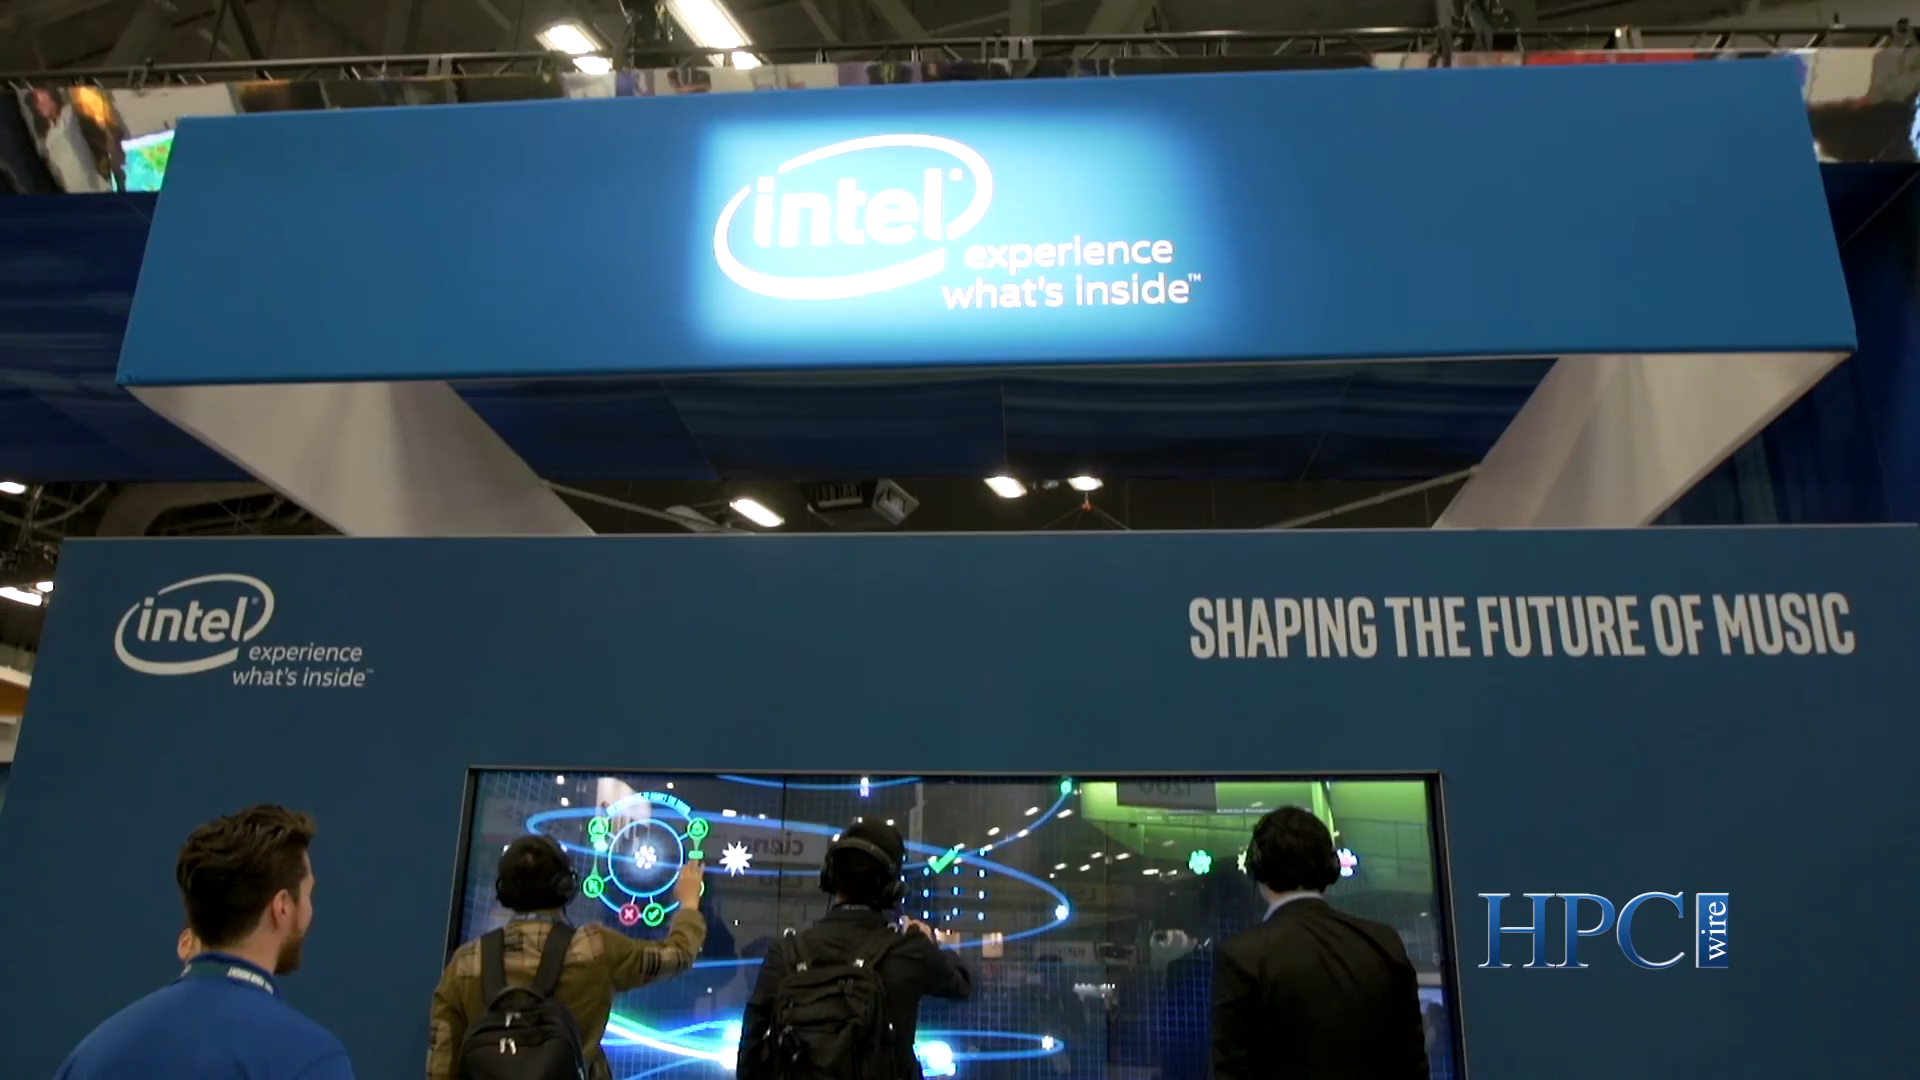 intel
experience
what's inside™
intel
experience
what's inside™
SHAPING THE FUTURE OF MUSIC
HPC wire